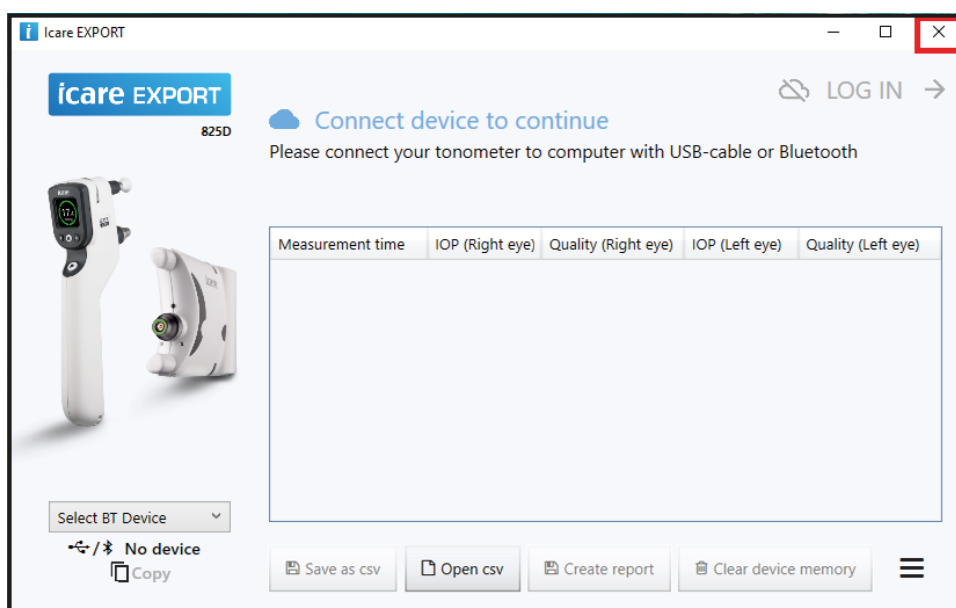 Icare EXPORT
icare EXPORT
825D
LOG IN
Connect device to continue
Please connect your tonometer to computer with USB-cable or Bluetooth
Measurement time IOP (Right eye) Quality (Right eye) IOP (Left eye) Quality (Left eye)
Select BT Device
/ No device
Copy
Save as csv Open csv Create report Clear device memory